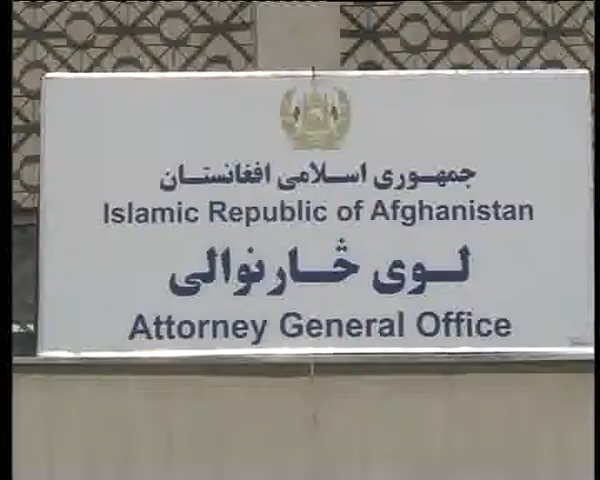 جمهوری اسلامی افغانستان
Islamic Republic of Afghanistan
لوی څارنوالی
Attorney General Office